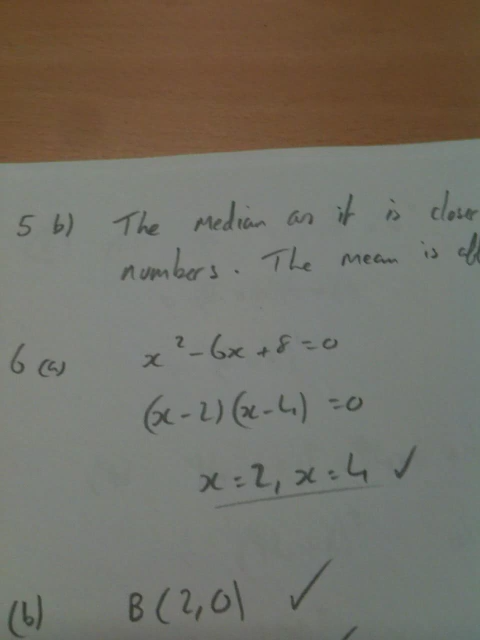 5 b) The median as it is closer
numbers. The mean is
6 (a) x² - 6x + 8 = 0
(x - 2)(x - 4) = 0
x = 2, x = 4 ✓
(b) B(2,0) ✓